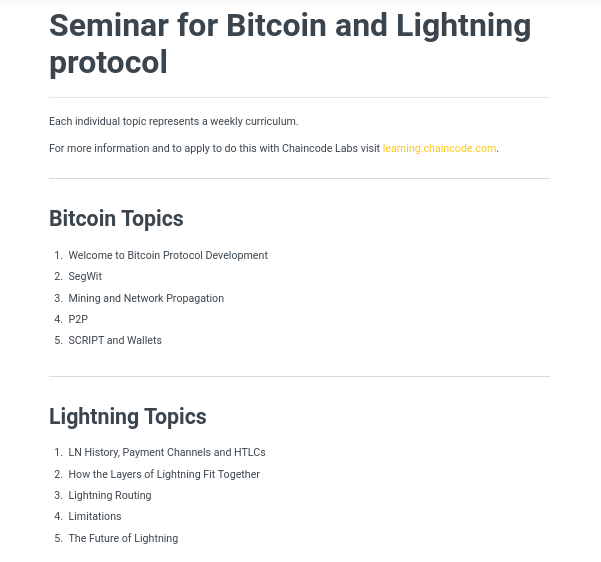 Seminar for Bitcoin and Lightning
protocol
Each individual topic represents a weekly curriculum.
For more information and to apply to do this with Chaincode Labs visit learning.chaincode.com.
Bitcoin Topics
1. Welcome to Bitcoin Protocol Development
2. SegWit
3. Mining and Network Propagation
4. P2P
5. SCRIPT and Wallets
Lightning Topics
1. LN History, Payment Channels and HTLCs
2. How the Layers of Lightning Fit Together
3. Lightning Routing
4. Limitations
5. The Future of Lightning